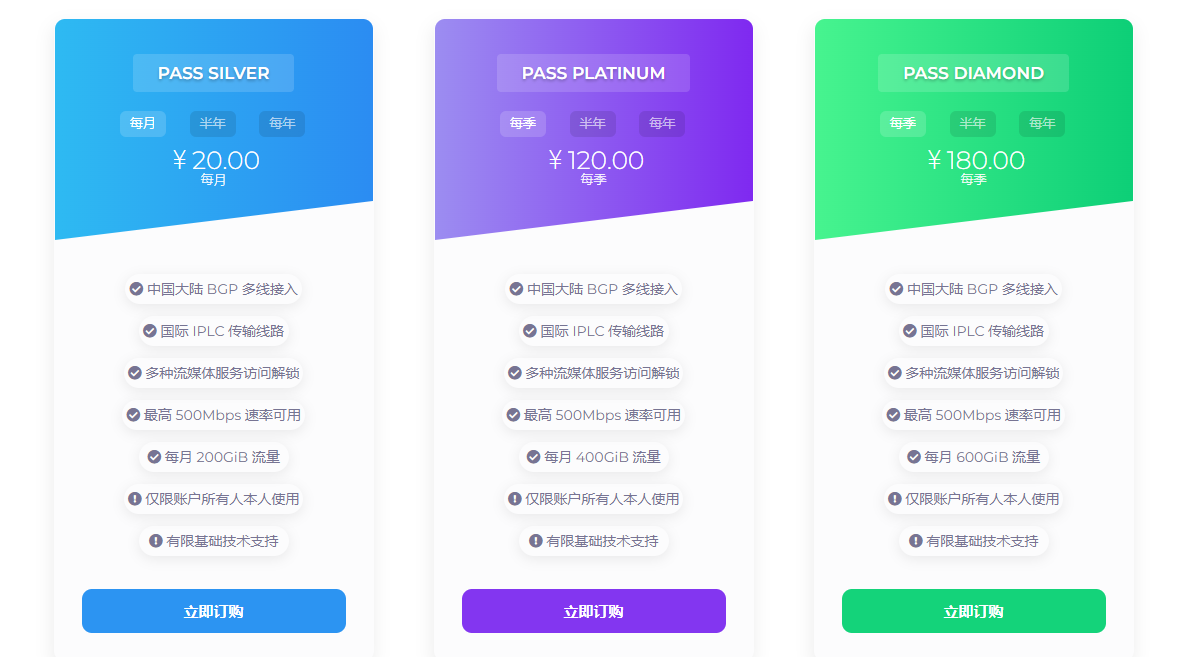 PASS SILVER
每月 半年 每年
¥ 20.00
每月
中国大陆 BGP 多线接入
国际 IPLC 传输线路
多种流媒体服务访问解锁
最高 500Mbps 速率可用
每月 200GiB 流量
仅限账户所有人本人使用
有限基础技术支持
立即订购
PASS PLATINUM
每季 半年 每年
¥ 120.00
每季
中国大陆 BGP 多线接入
国际 IPLC 传输线路
多种流媒体服务访问解锁
最高 500Mbps 速率可用
每月 400GiB 流量
仅限账户所有人本人使用
有限基础技术支持
立即订购
PASS DIAMOND
每季 半年 每年
¥ 180.00
每季
中国大陆 BGP 多线接入
国际 IPLC 传输线路
多种流媒体服务访问解锁
最高 500Mbps 速率可用
每月 600GiB 流量
仅限账户所有人本人使用
有限基础技术支持
立即订购